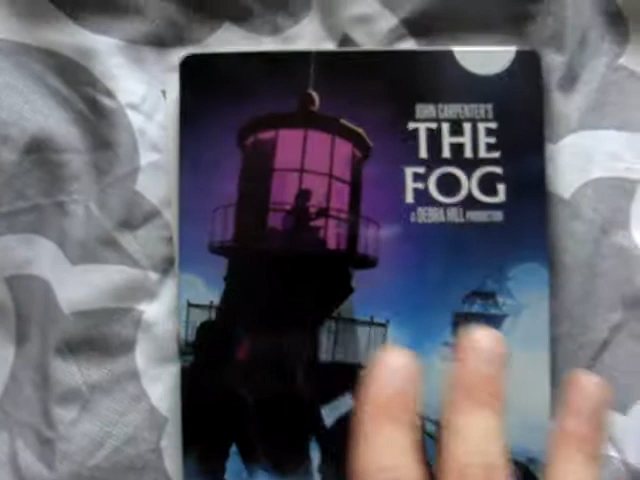 JOHN CARPENTER'S
THE
FOG
A DEBRA HILL PRODUCTION